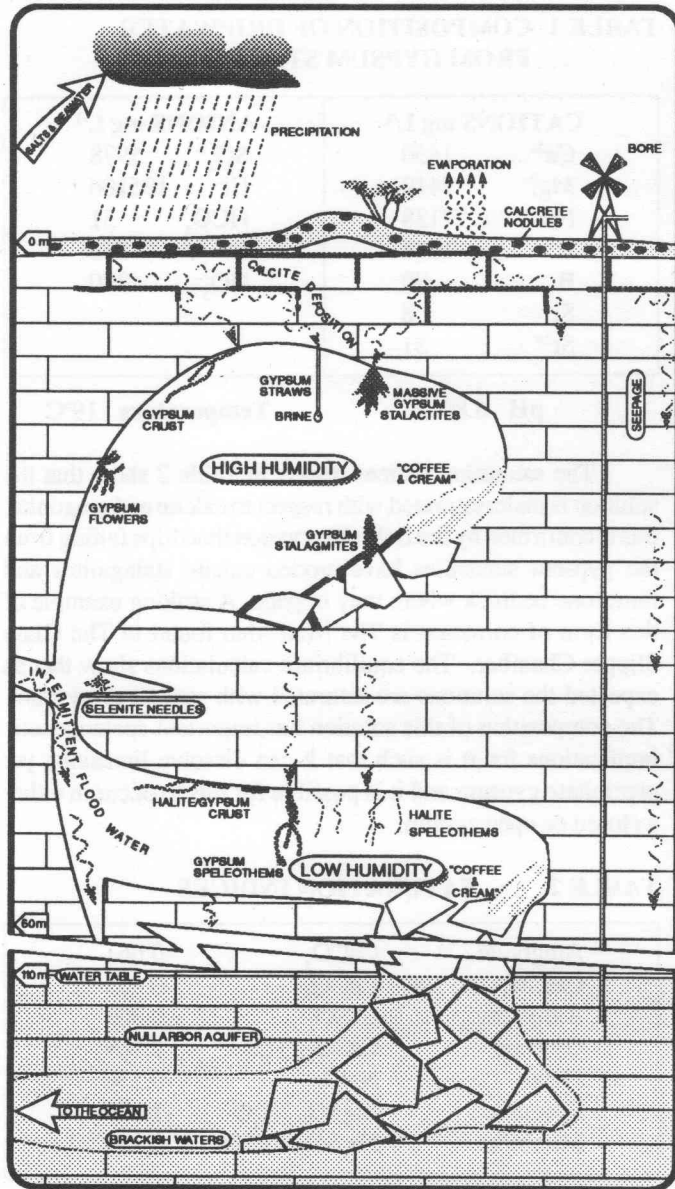 SALTS & SEAWATER
PRECIPITATION
EVAPORATION
BORE
CALCRETE
NODULES
0 m
CALCITE DEPOSITION
GYPSUM
CRUST
GYPSUM
STRAWS
BRINE
MASSIVE
GYPSUM
STALACTITES
SEEPAGE
HIGH HUMIDITY
"COFFEE
&
CREAM"
GYPSUM
FLOWERS
GYPSUM
STALAGMITES
INTERMITTENT FLOOD WATER
SELENITE NEEDLES
HALITE/GYPSUM
CRUST
HALITE
SPELEOTHEMS
GYPSUM
SPELEOTHEMS
LOW HUMIDITY
"COFFEE
&
CREAM"
110m
WATER TABLE
NULLARBOR AQUIFER
TO THE OCEAN
BRACKISH WATERS